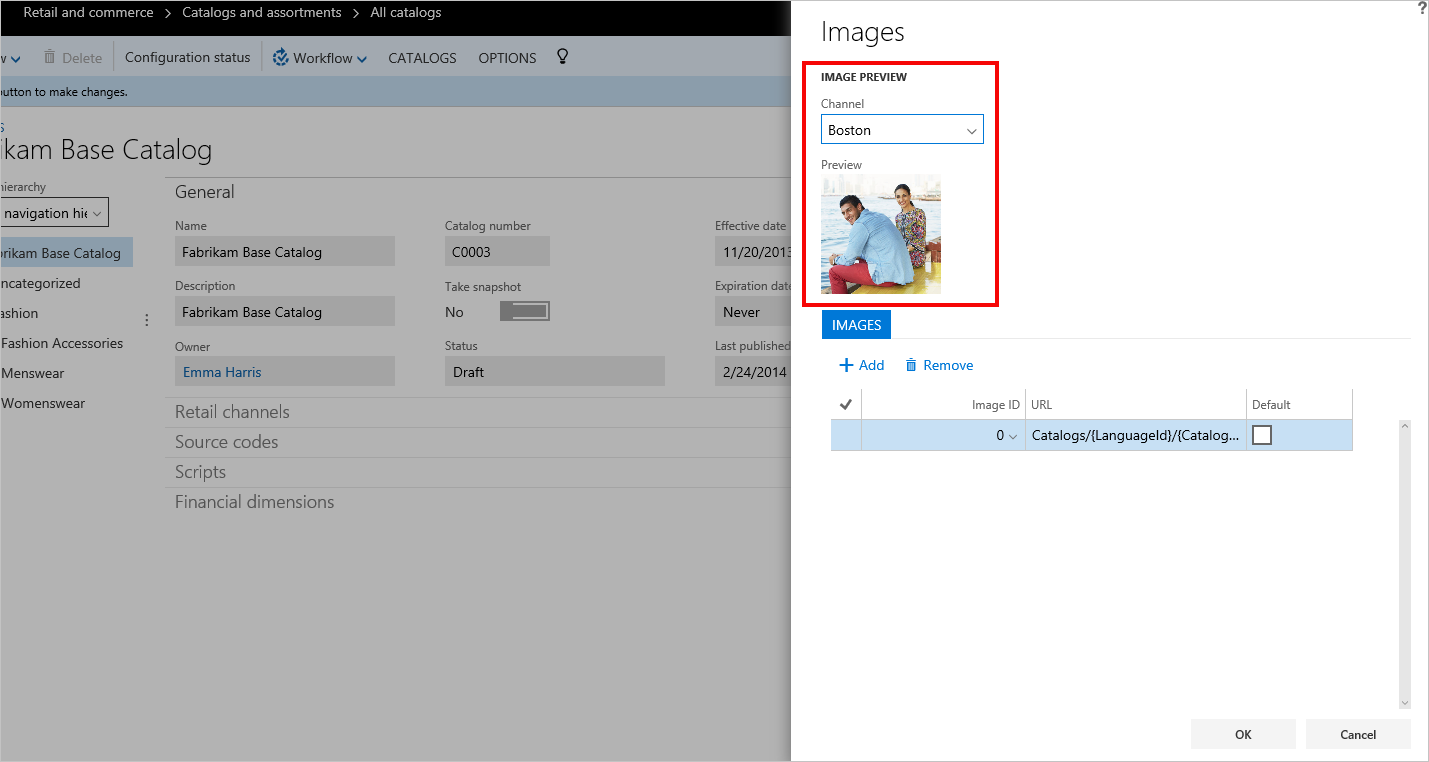 Retail and commerce > Catalogs and assortments > All catalogs
?
Delete
Configuration status
Workflow
CATALOGS
OPTIONS
utton to make changes.
ikam Base Catalog
hierarchy
navigation hie
brikam Base Catalog
ncategorized
ashion
Fashion Accessories
Menswear
Womenswear
General
Name
Fabrikam Base Catalog
Description
Fabrikam Base Catalog
Owner
Emma Harris
Catalog number
C0003
Take snapshot
No
Status
Draft
Effective date
11/20/2013
Expiration date
Never
Last published
2/24/2014
Retail channels
Source codes
Scripts
Financial dimensions
Images
IMAGE PREVIEW
Channel
Boston
Preview
IMAGES
Add
Remove
Image ID URL Default
0 Catalogs/{LanguageId}/{Catalog...
OK
Cancel